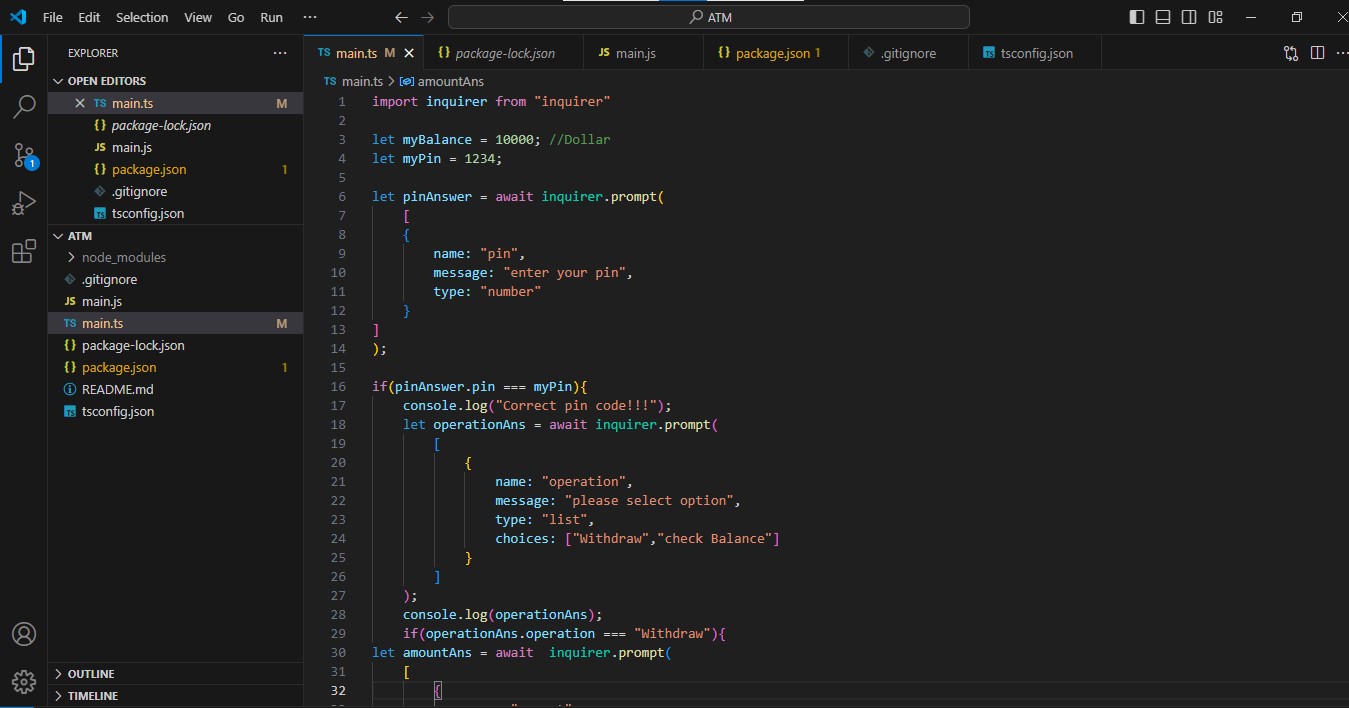 File Edit Selection View Go Run ··· ATM
EXPLORER ···
OPEN EDITORS
TS main.ts M
{} package-lock.json
JS main.js
{} package.json 1
.gitignore
TS tsconfig.json
1
ATM
node_modules
.gitignore
JS main.js
TS main.ts M
{} package-lock.json
{} package.json 1
README.md
TS tsconfig.json
OUTLINE
TIMELINE
TS main.ts M {} package-lock.json JS main.js {} package.json 1 .gitignore TS tsconfig.json ···
TS main.ts > amountAns
1 import inquirer from "inquirer"
2
3 let myBalance = 10000; //Dollar
4 let myPin = 1234;
5
6 let pinAnswer = await inquirer.prompt(
7 [
8 {
9 name: "pin",
10 message: "enter your pin",
11 type: "number"
12 }
13 ]
14 );
15
16 if(pinAnswer.pin === myPin){
17 console.log("Correct pin code!!!");
18 let operationAns = await inquirer.prompt(
19 [
20 {
21 name: "operation",
22 message: "please select option",
23 type: "list",
24 choices: ["Withdraw","check Balance"]
25 }
26 ]
27 );
28 console.log(operationAns);
29 if(operationAns.operation === "Withdraw"){
30 let amountAns = await  inquirer.prompt(
31 [
32 {